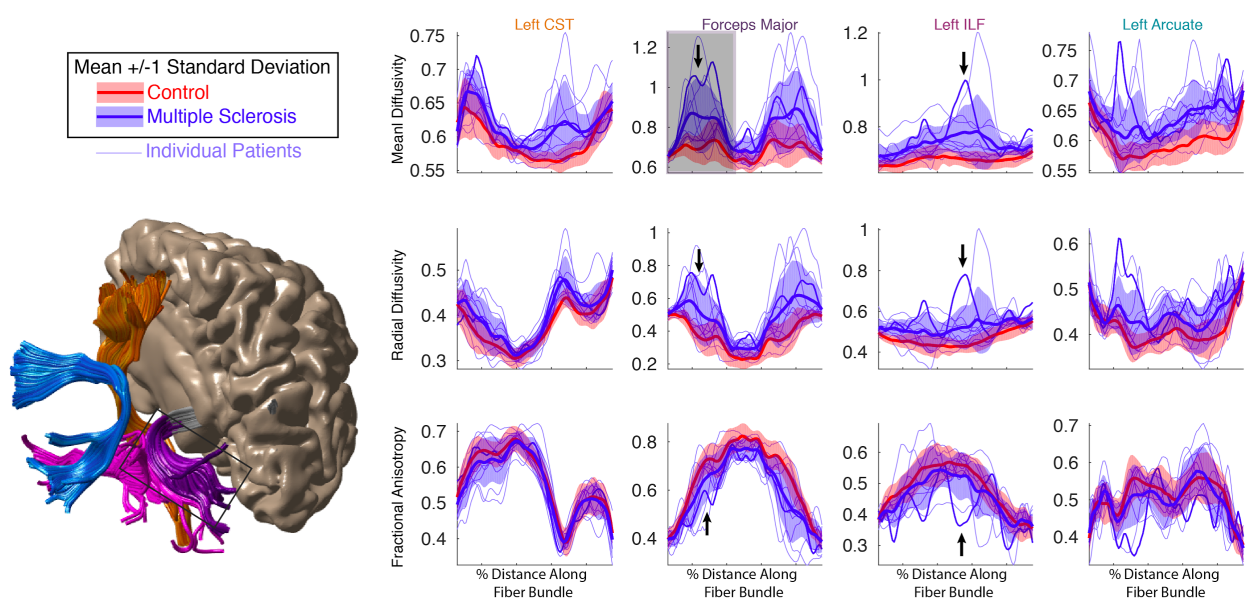 Mean +/-1 Standard Deviation
Control
Multiple Sclerosis
Individual Patients
Left CST
Forceps Major
Left ILF
Left Arcuate
Meanl Diffusivity
0.75
0.7
0.65
0.6
0.55
1.2
1
0.8
0.6
1.2
1
0.8
0.75
0.7
0.65
0.6
0.55
Radial Diffusivity
0.5
0.4
0.3
1
0.8
0.6
0.4
0.2
1
0.8
0.6
0.4
0.6
0.5
0.4
Fractional Anisotropy
0.7
0.6
0.5
0.4
0.8
0.6
0.4
0.7
0.6
0.5
0.4
0.3
0.7
0.6
0.5
0.4
% Distance Along
Fiber Bundle
% Distance Along
Fiber Bundle
% Distance Along
Fiber Bundle
% Distance Along
Fiber Bundle